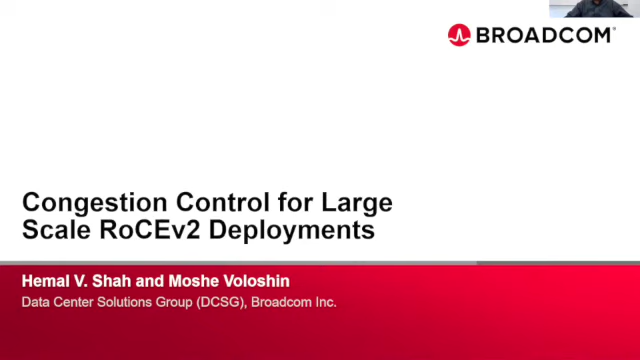 BROADCOM
Congestion Control for Large
Scale RoCEv2 Deployments
Hemal V. Shah and Moshe Voloshin
Data Center Solutions Group (DCSG), Broadcom Inc.